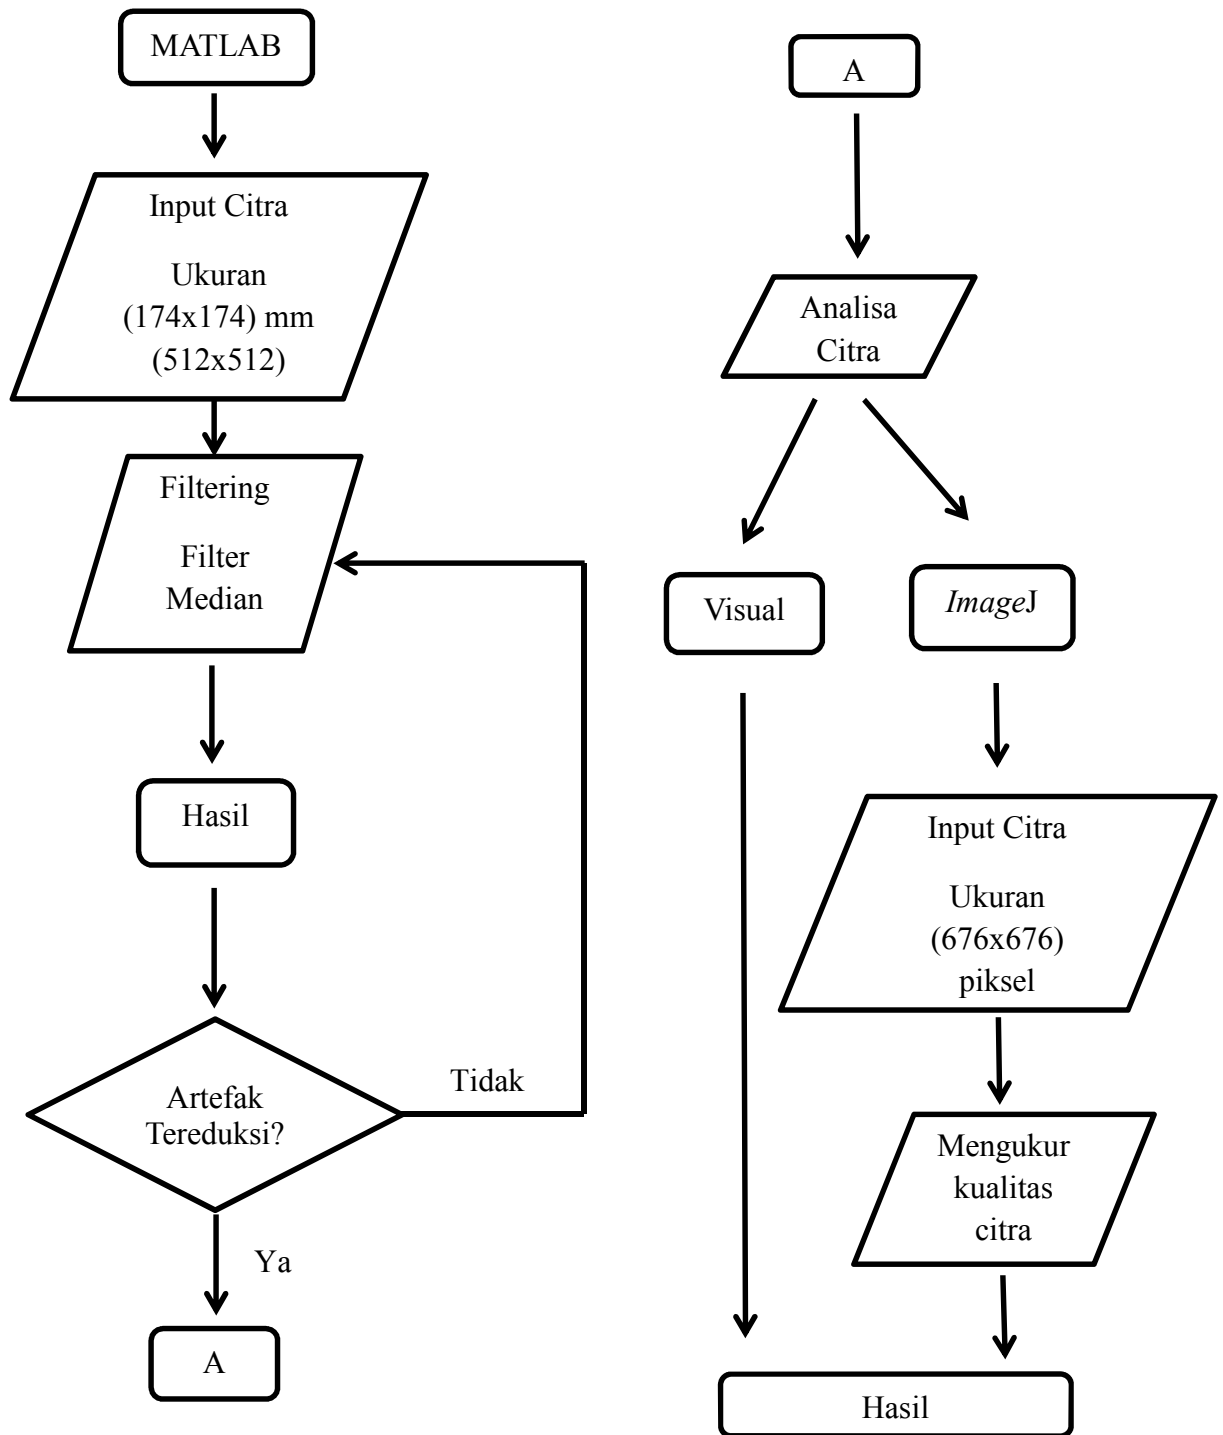 MATLAB
Input Citra
Ukuran
(174x174) mm
(512x512)
Filtering
Filter
Median
Hasil
Artefak
Tereduksi?
Tidak
Ya
A
A
Analisa
Citra
Visual
ImageJ
Input Citra
Ukuran
(676x676)
piksel
Mengukur
kualitas
citra
Hasil